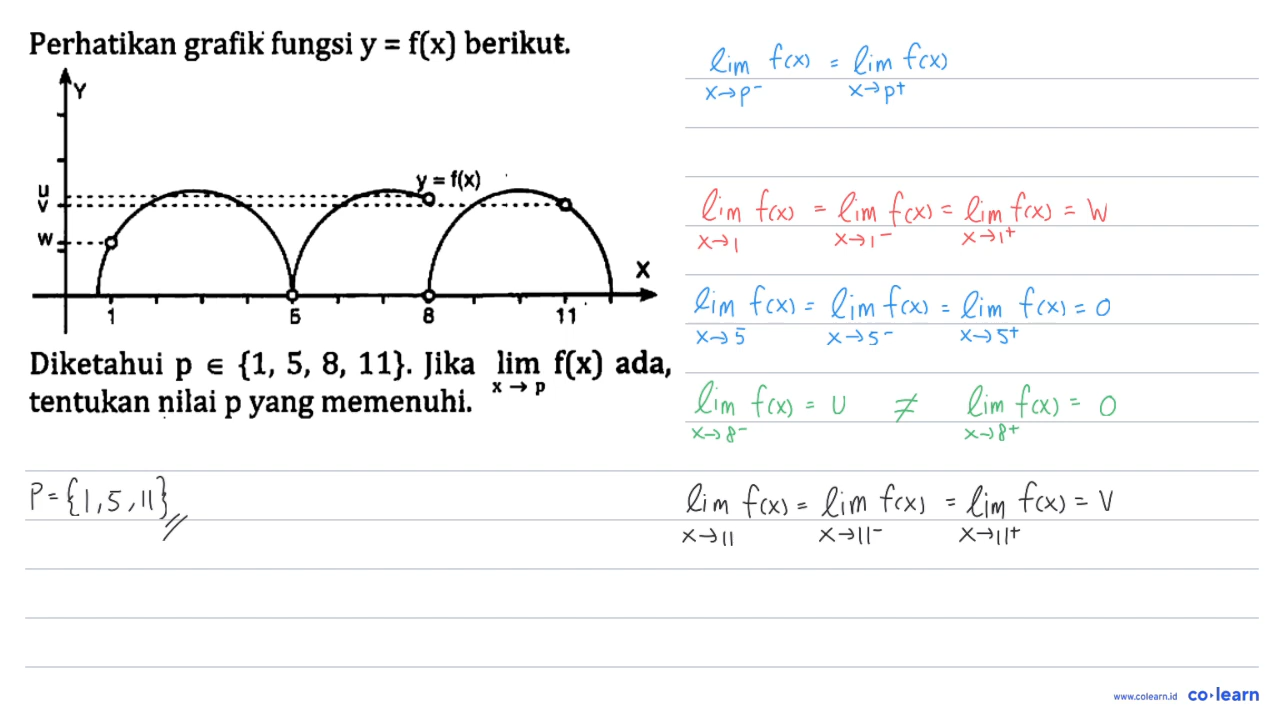 Perhatikan grafik fungsi y = f(x) berikut.
Y
U
V
W
y = f(x)
X
1 5 8 11
Diketahui p ∈ {1, 5, 8, 11}. Jika lim f(x) ada,
x → p
tentukan nilai p yang memenuhi.
P = {1, 5, 11}
lim f(x) = lim f(x)
x→p⁻ x→p⁺
lim f(x) = lim f(x) = lim f(x) = W
x→1 x→1⁻ x→1⁺
lim f(x) = lim f(x) = lim f(x) = 0
x→5 x→5⁻ x→5⁺
lim f(x) = U ≠ lim f(x) = 0
x→8⁻ x→8⁺
lim f(x) = lim f(x) = lim f(x) = V
x→11 x→11⁻ x→11⁺
www.colearn.id co·learn